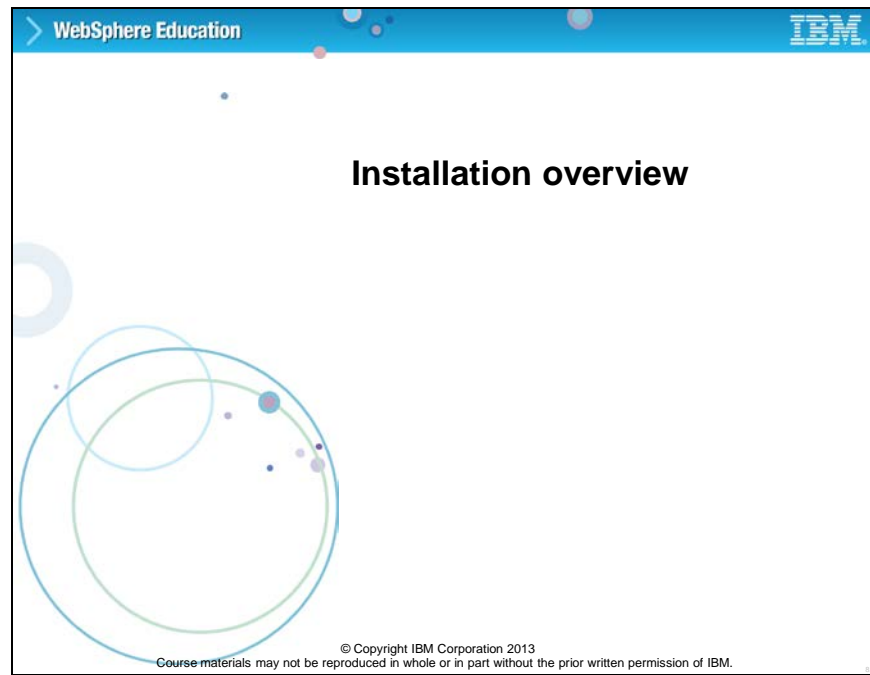 WebSphere Education
IBM®
Installation overview
© Copyright IBM Corporation 2013
Course materials may not be reproduced in whole or in part without the prior written permission of IBM.